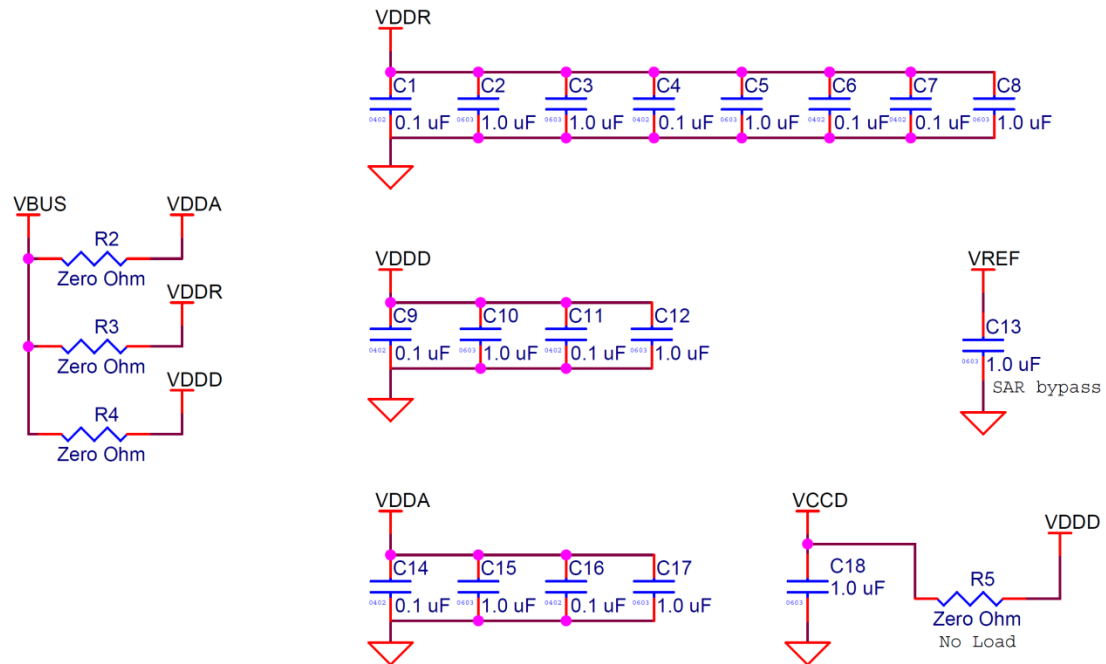 VDDR
C1 C2 C3 C4 C5 C6 C7 C8
0402 0.1 uF 0603 1.0 uF 0603 1.0 uF 0402 0.1 uF 0603 1.0 uF 0402 0.1 uF 0402 0.1 uF 0603 1.0 uF
VBUS VDDA
R2
Zero Ohm
VDDR
R3
Zero Ohm
VDDD
R4
Zero Ohm
VDDD
C9 C10 C11 C12
0402 0.1 uF 0603 1.0 uF 0402 0.1 uF 0603 1.0 uF
VREF
C13
0603 1.0 uF
SAR bypass
VDDA
C14 C15 C16 C17
0402 0.1 uF 0603 1.0 uF 0402 0.1 uF 0603 1.0 uF
VCCD
VDDD
C18
1.0 uF
0603
R5
Zero Ohm
No Load